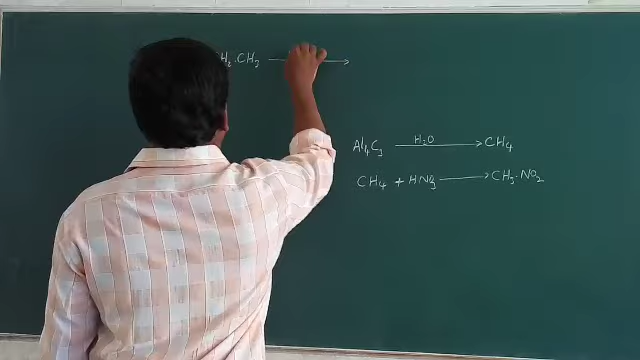 H₂.CH₃ ⟶
Al₄C₃ —H₂O⟶ CH₄
CH₄ + HNO₃ ⟶ CH₃.NO₂